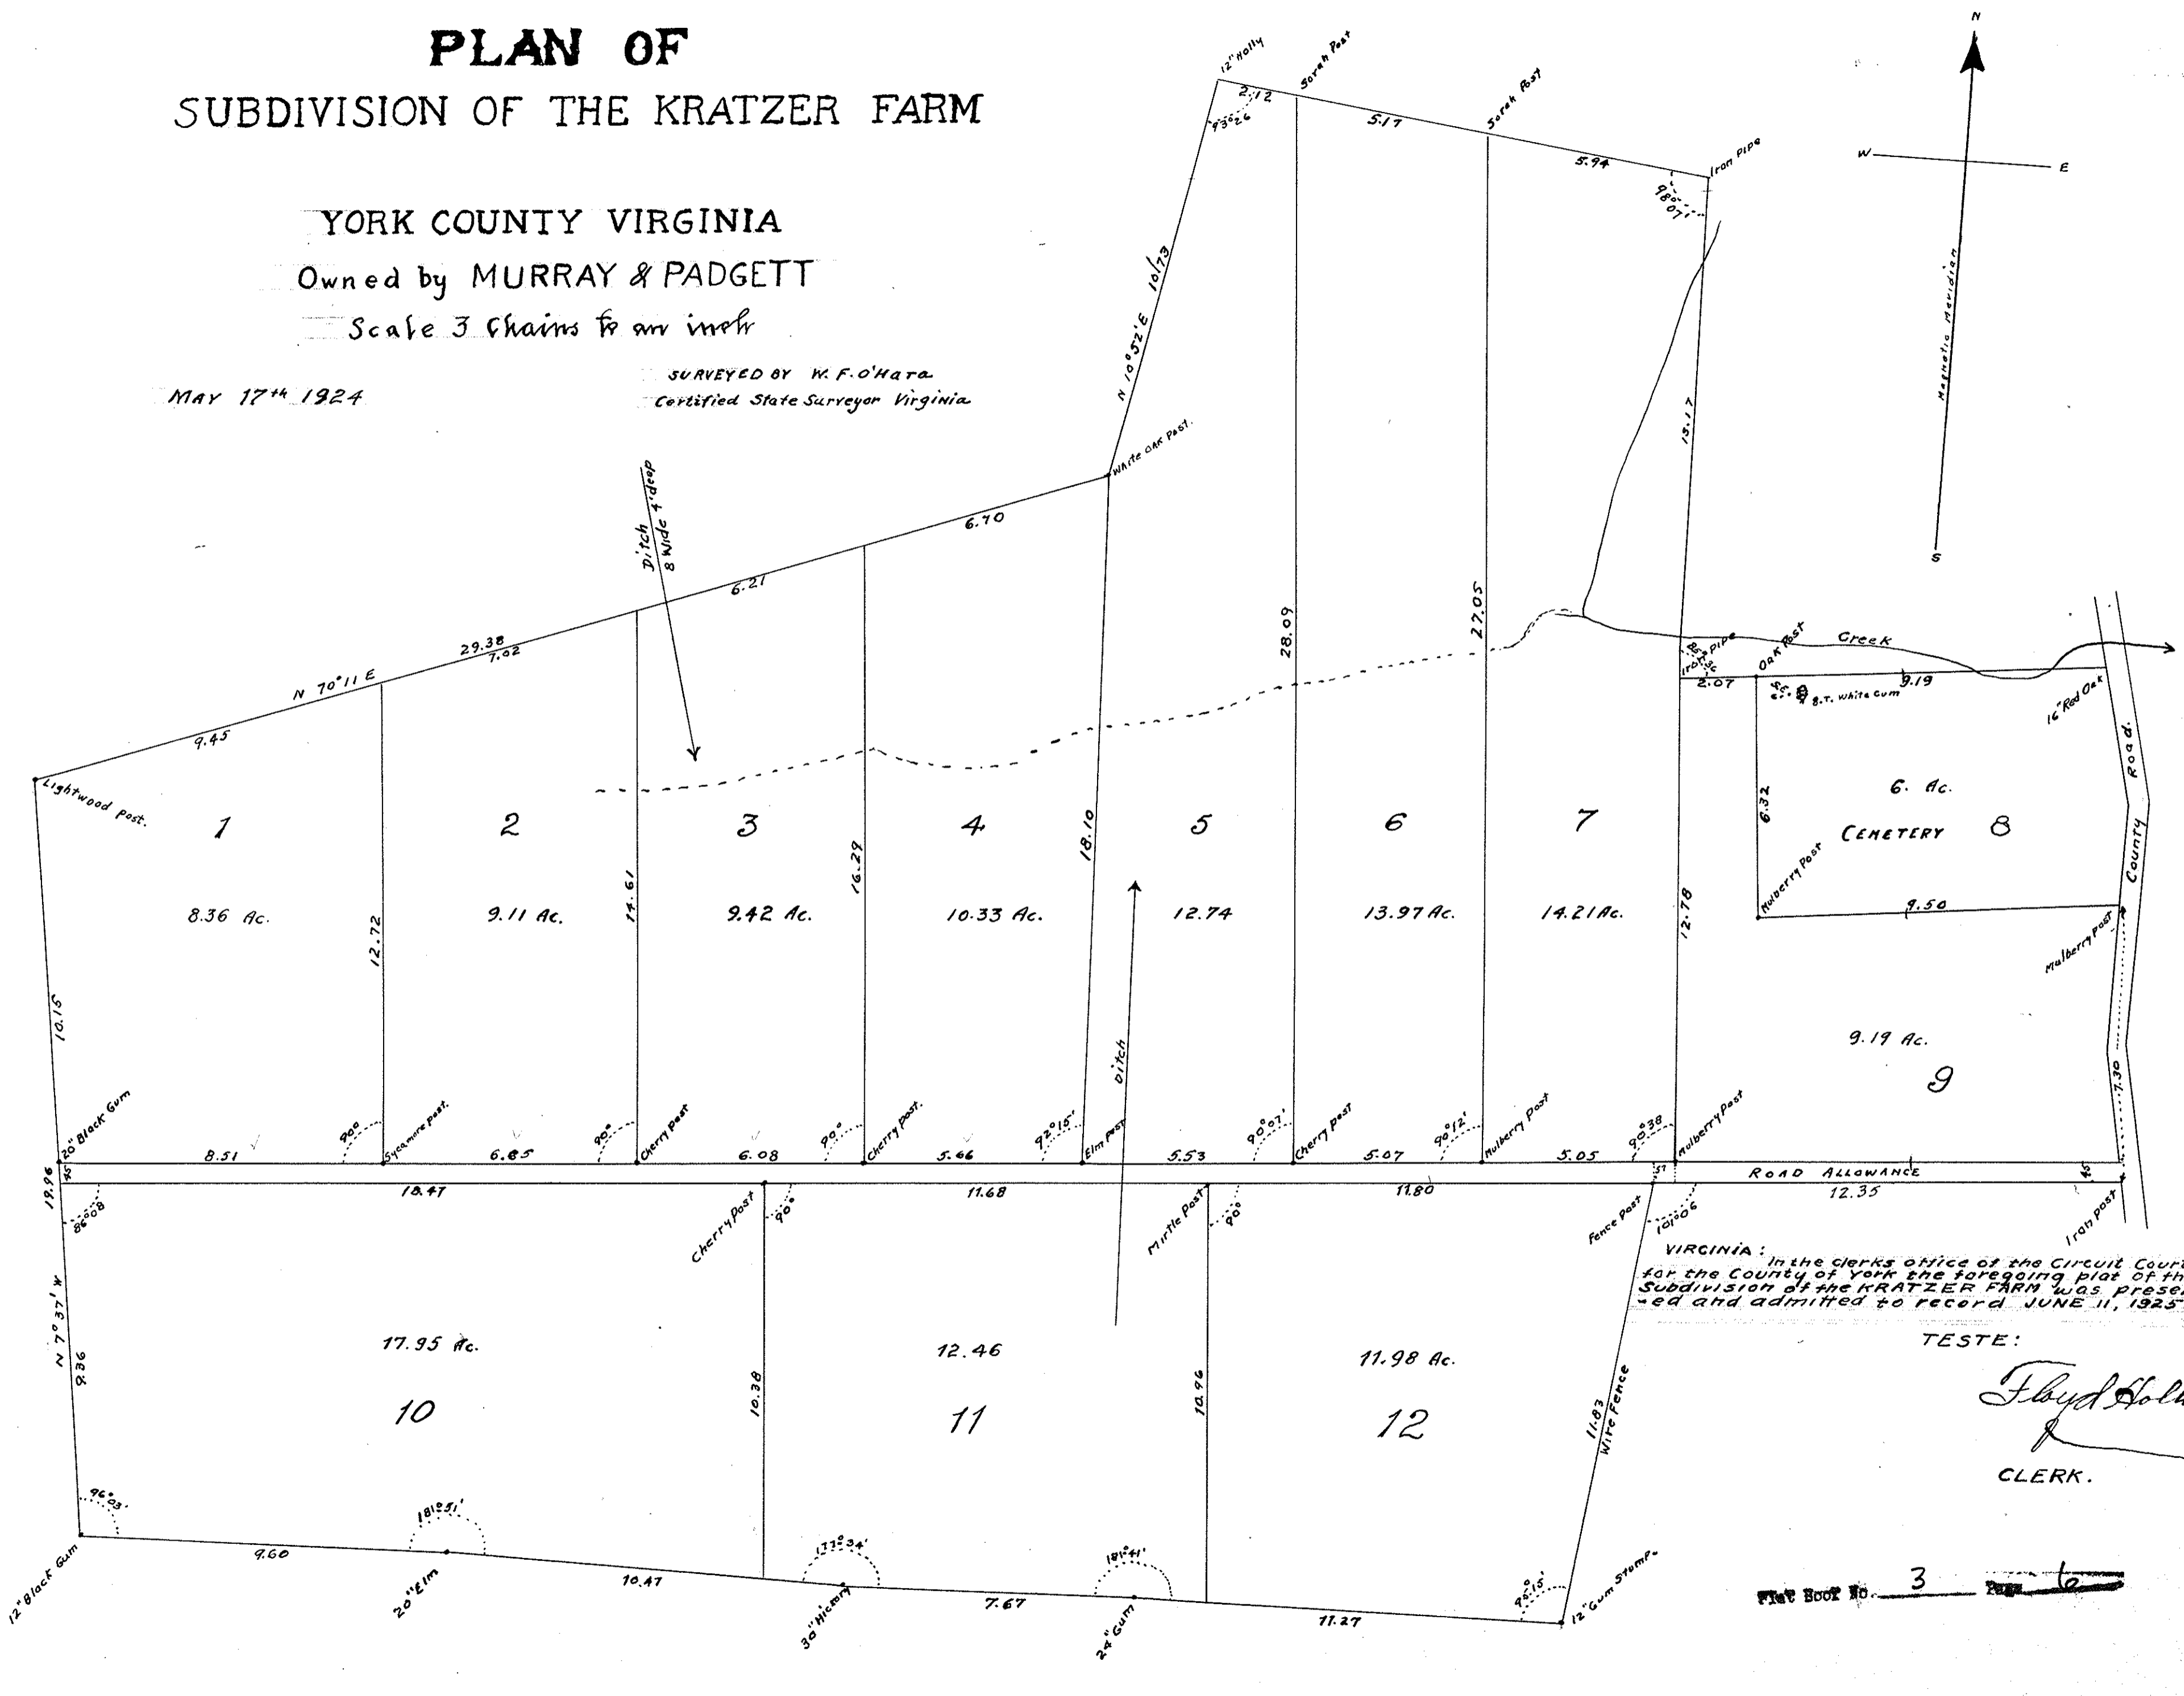 PLAN OF
SUBDIVISION OF THE KRATZER FARM
YORK COUNTY VIRGINIA
Owned by MURRAY & PADGETT
Scale 3 Chains to an inch
SURVEYED BY W. F. O'Hara
Certified State Surveyor Virginia
MAY 17th 1924
N
W
E
S
Magnetic Meridian
12" Holly
2.12
93°26
Sorah Post
5.17
Sorah Post
5.94
Iron Pipe
98°07'
N 10°52' E 10/73
White Oak Post.
13.17
Ditch
8 Wide 4' deep
6.70
6.21
29.38
7.02
N 70°11 E
9.45
Lightwood post.
28.09
27.05
Iron Pipe
Oak Post
Creek
2.07
B.T. White Gum
9.19
16" Red Oak
County Road.
1
2
3
4
5
6
7
8
6. Ac.
CEMETERY
6.32
Mulberry Post
9.50
Mulberry Post
8.36 Ac.
9.11 Ac.
9.42 Ac.
10.33 Ac.
12.74
13.97 Ac.
14.21 Ac.
10.15
12.72
14.61
16.29
18.10
12.78
Ditch
9.19 Ac.
9
7.30
20" Black Gum
90°
Sycamore post.
90°
Cherry post
90°
Cherry post.
92°15'
Elm post
90°07'
Cherry post
90°12'
Mulberry Post
90°38
Mulberry Post
8.51
6.85
6.08
5.66
5.53
5.07
5.05
ROAD ALLOWANCE
19.96
45
57
45
18.47
11.68
11.80
12.35
86°08
Cherry Post
90°
Mirtle Post
90°
Fence Post
101°06
Iron post
VIRGINIA:
In the clerks office of the Circuit Cour
for the County of York the foregoing plat of th
Subdivision of the KRATZER FARM was prese
-ed and admitted to record JUNE 11, 1925
TESTE:
Floyd Hol
CLERK.
N 7°37' W
9.36
17.95 Ac.
10
10.38
12.46
11
10.96
11.98 Ac.
12
11.83
Wire Fence
96°03'
181°51'
177°34'
181°41'
90°15'
12" Black Gum
9.60
20" Elm
10.47
30" Hickory
7.67
24" Gum
11.27
12" Gum Stump.
Plat Book No. 3 Page 6